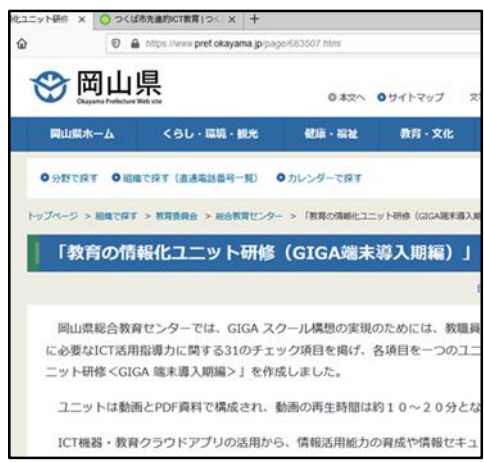 化ユニット研修 × つくば市先進的ICT教育 | つく ×
https://www.pref.okayama.jp/page/683507.html
岡山県
Okayama Prefecture Web site
本文へ サイトマップ 文
岡山県ホーム くらし・環境・観光 健康・福祉 教育・文化
分野で探す 組織で探す（直通電話番号一覧） カレンダーで探す
トップページ > 組織で探す > 教育委員会 > 総合教育センター > 「教育の情報化ユニット研修（GIGA端末導入期
「教育の情報化ユニット研修（GIGA端末導入期編）」
岡山県総合教育センターでは、GIGA スクール構想の実現のためには、教職員
に必要なICT活用指導力に関する31のチェック項目を掲げ、各項目を一つのユニ
ニット研修＜GIGA 端末導入期編＞」を作成しました。
ユニットは動画とPDF資料で構成され、動画の再生時間は約１０～２０分とな
ICT機器・教育クラウドアプリの活用から、情報活用能力の育成や情報セキュ